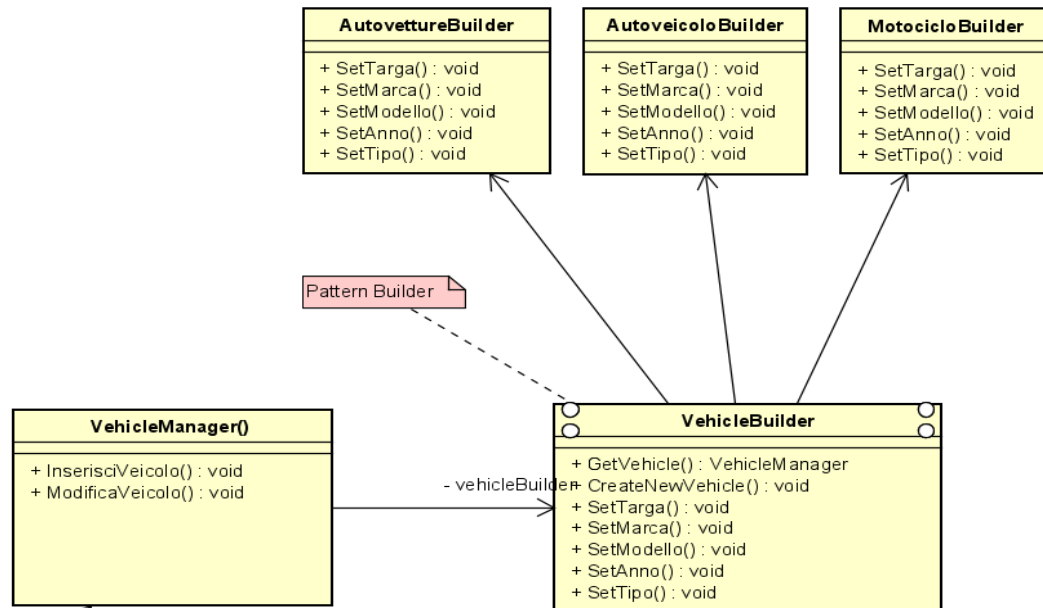 AutovettureBuilder
+ SetTarga() : void
+ SetMarca() : void
+ SetModello() : void
+ SetAnno() : void
+ SetTipo() : void
AutoveicoloBuilder
+ SetTarga() : void
+ SetMarca() : void
+ SetModello() : void
+ SetAnno() : void
+ SetTipo() : void
MotocicloBuilder
+ SetTarga() : void
+ SetMarca() : void
+ SetModello() : void
+ SetAnno() : void
+ SetTipo() : void
Pattern Builder
VehicleManager()
+ InserisciVeicolo() : void
+ ModificaVeicolo() : void
- vehicleBuilder
VehicleBuilder
+ GetVehicle() : VehicleManager
+ CreateNewVehicle() : void
+ SetTarga() : void
+ SetMarca() : void
+ SetModello() : void
+ SetAnno() : void
+ SetTipo() : void